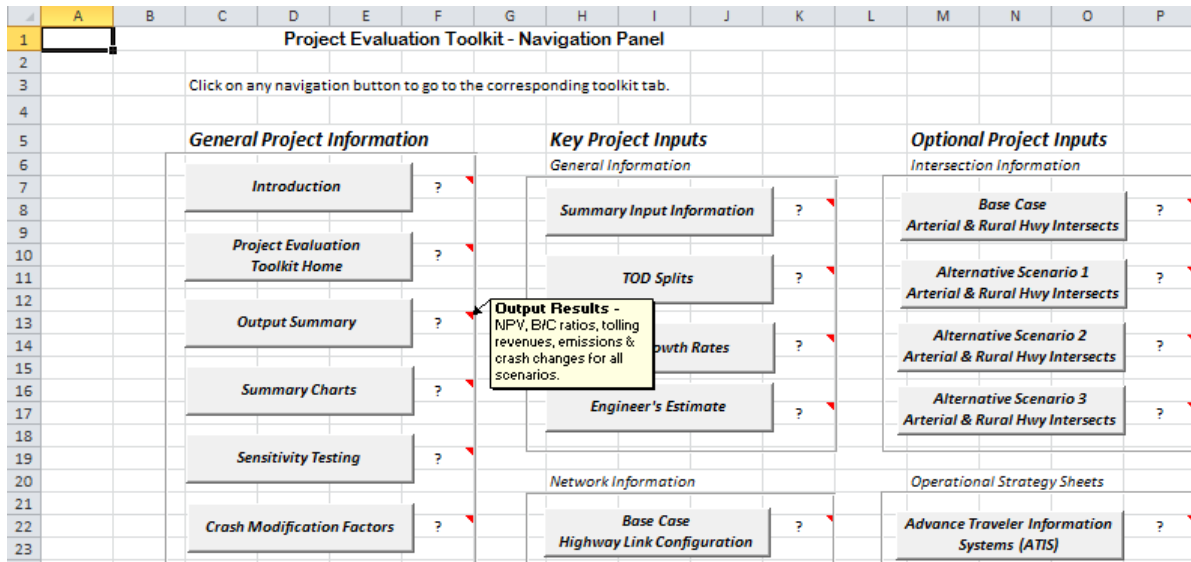 A B C D E F G H I J K L M N O P
1 Project Evaluation Toolkit - Navigation Panel
2
3 Click on any navigation button to go to the corresponding toolkit tab.
4
5 General Project Information Key Project Inputs Optional Project Inputs
6 General Information Intersection Information
7 Introduction ?
8 Summary Input Information ? Base Case ?
9 Arterial & Rural Hwy Intersects
10 Project Evaluation ?
Toolkit Home
11 TOD Splits ? Alternative Scenario 1 ?
12 Arterial & Rural Hwy Intersects
Output Results -
13 Output Summary ? NPV, B/C ratios, tolling
revenues, emissions &
crash changes for all
scenarios.
14 owth Rates ? Alternative Scenario 2 ?
15 Arterial & Rural Hwy Intersects
16 Summary Charts ? Alternative Scenario 3
17 Engineer's Estimate ? Arterial & Rural Hwy Intersects ?
18
19 Sensitivity Testing ?
20 Network Information Operational Strategy Sheets
21
22 Crash Modification Factors ? Base Case ? Advance Traveler Information ?
23 Highway Link Configuration Systems (ATIS)